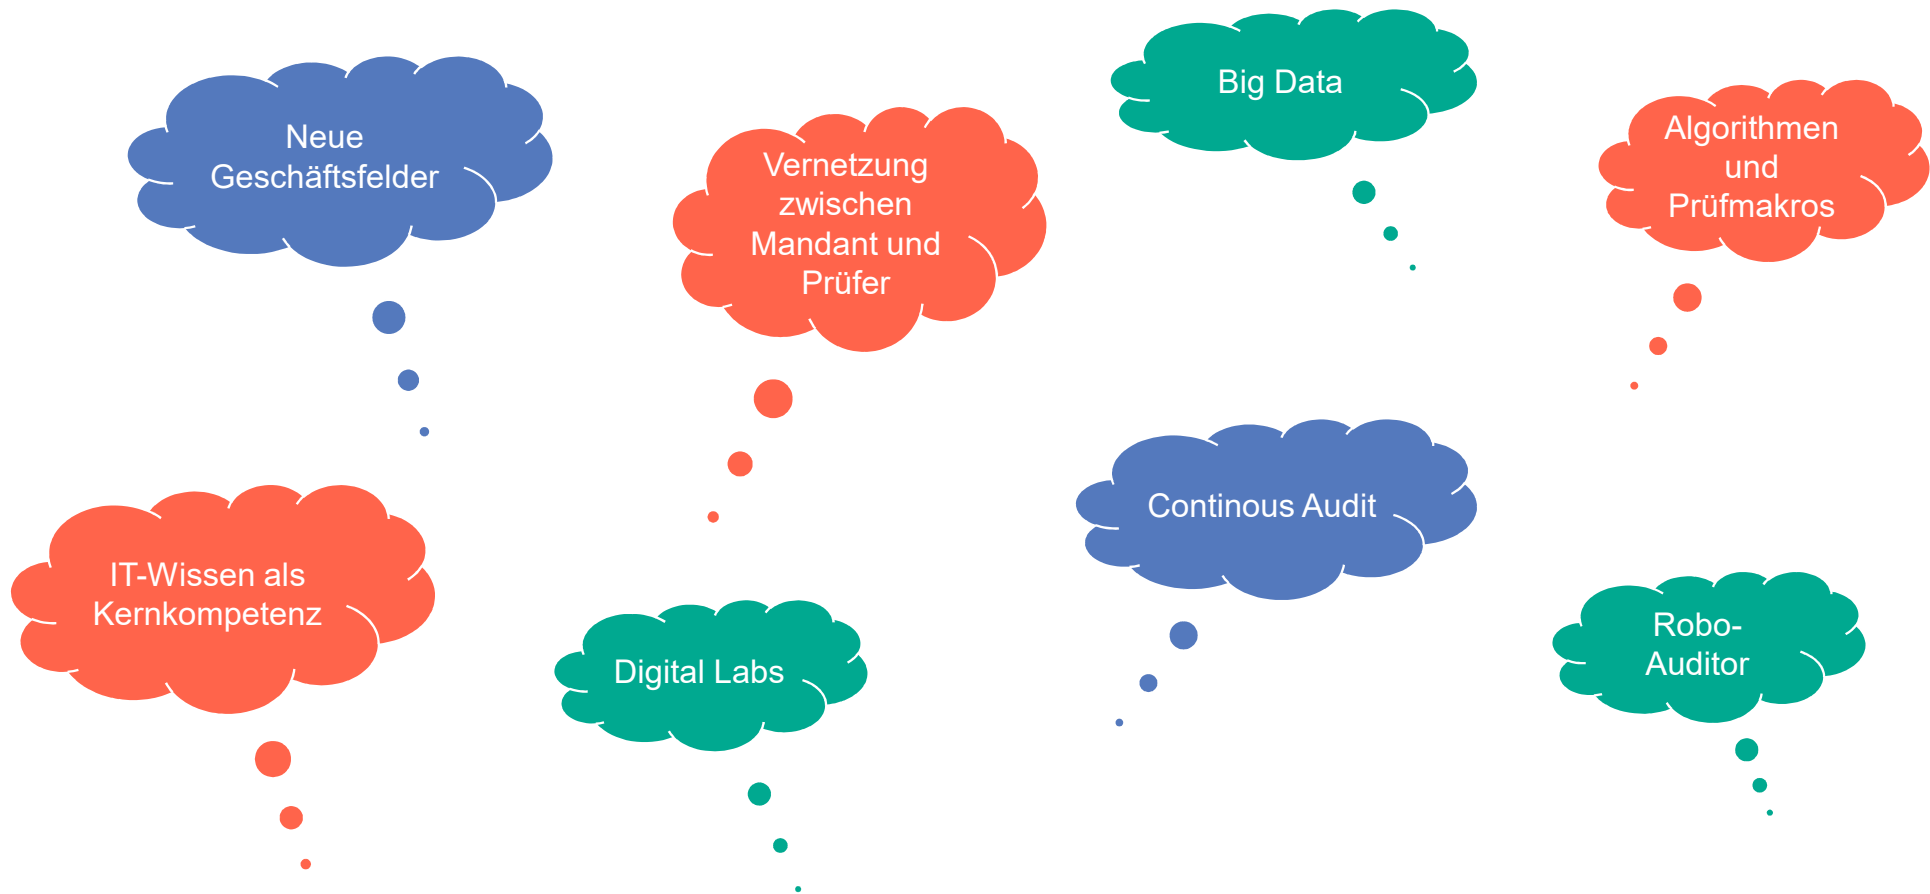 Neue
Geschäftsfelder
Vernetzung
zwischen
Mandant und
Prüfer
Big Data
Algorithmen
und
Prüfmakros
IT-Wissen als
Kernkompetenz
Digital Labs
Continous Audit
Robo-
Auditor